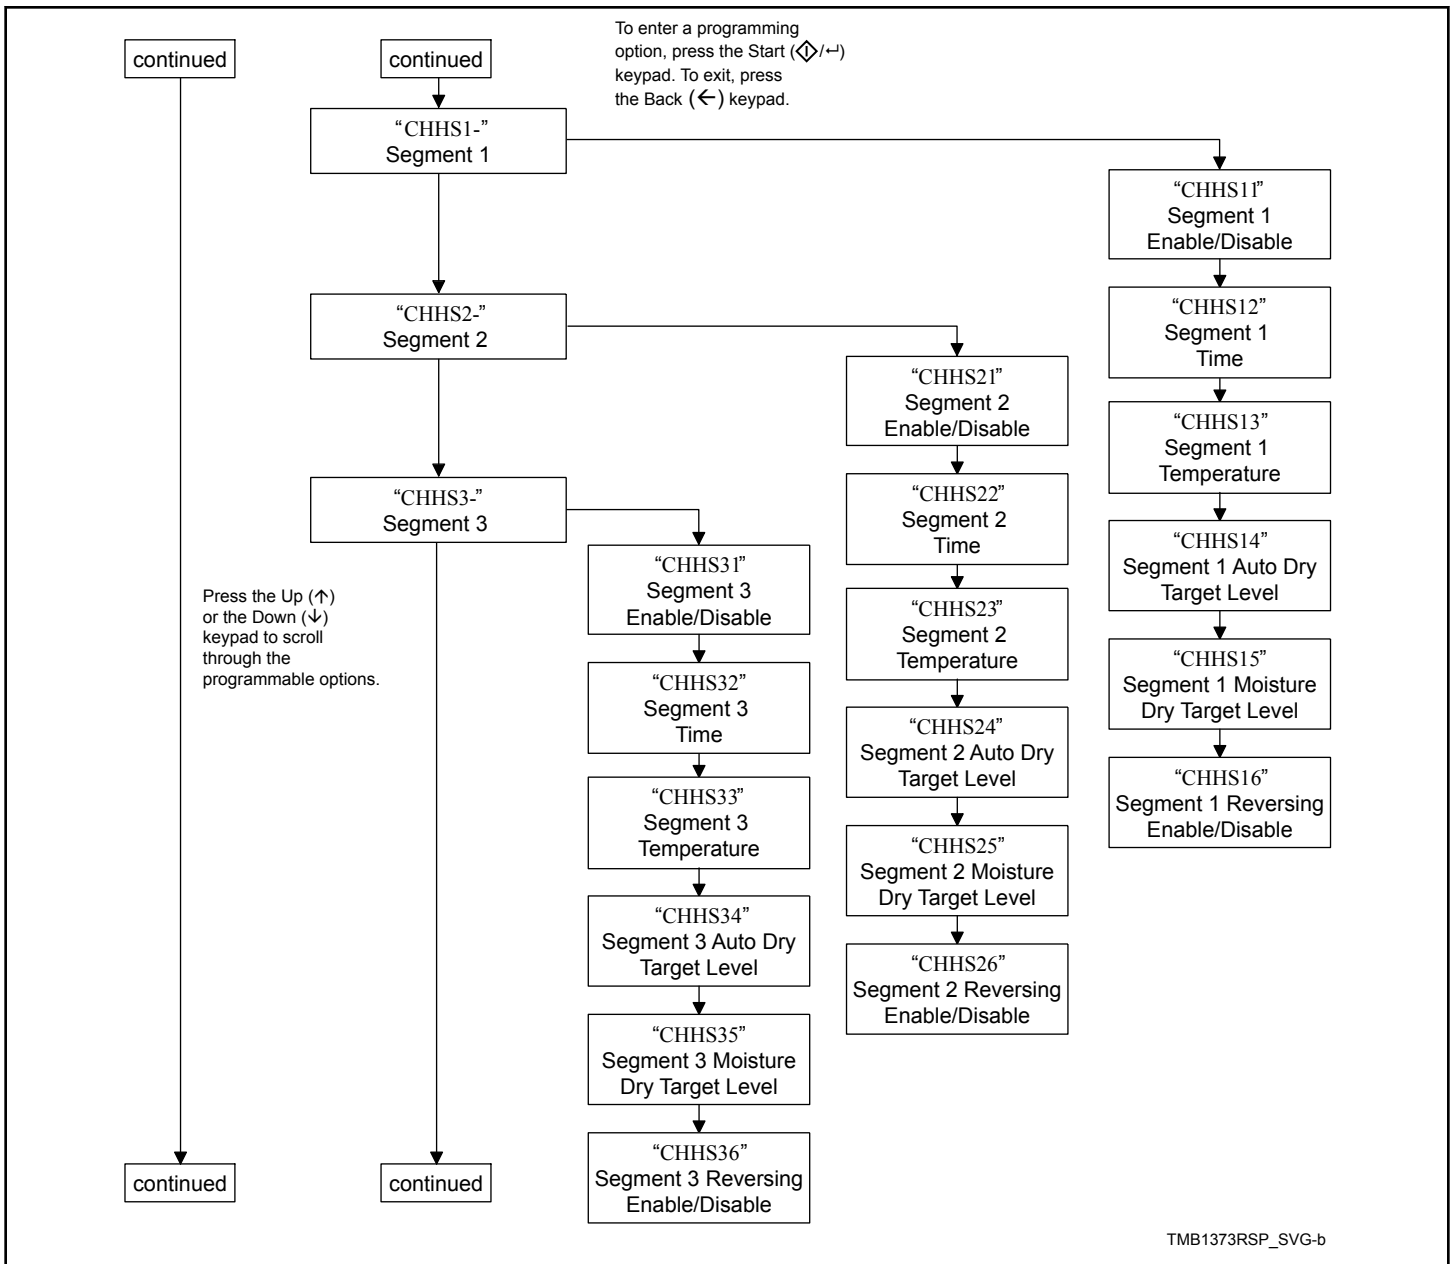 continued
continued
To enter a programming
option, press the Start (/↵)
keypad. To exit, press
the Back (←) keypad.
“CHHS1-”
Segment 1
“CHHS2-”
Segment 2
“CHHS3-”
Segment 3
Press the Up (↑)
or the Down (↓)
keypad to scroll
through the
programmable options.
continued
continued
“CHHS31”
Segment 3
Enable/Disable
“CHHS32”
Segment 3
Time
“CHHS33”
Segment 3
Temperature
“CHHS34”
Segment 3 Auto Dry
Target Level
“CHHS35”
Segment 3 Moisture
Dry Target Level
“CHHS36”
Segment 3 Reversing
Enable/Disable
“CHHS21”
Segment 2
Enable/Disable
“CHHS22”
Segment 2
Time
“CHHS23”
Segment 2
Temperature
“CHHS24”
Segment 2 Auto Dry
Target Level
“CHHS25”
Segment 2 Moisture
Dry Target Level
“CHHS26”
Segment 2 Reversing
Enable/Disable
“CHHS11”
Segment 1
Enable/Disable
“CHHS12”
Segment 1
Time
“CHHS13”
Segment 1
Temperature
“CHHS14”
Segment 1 Auto Dry
Target Level
“CHHS15”
Segment 1 Moisture
Dry Target Level
“CHHS16”
Segment 1 Reversing
Enable/Disable
TMB1373RSP_SVG-b